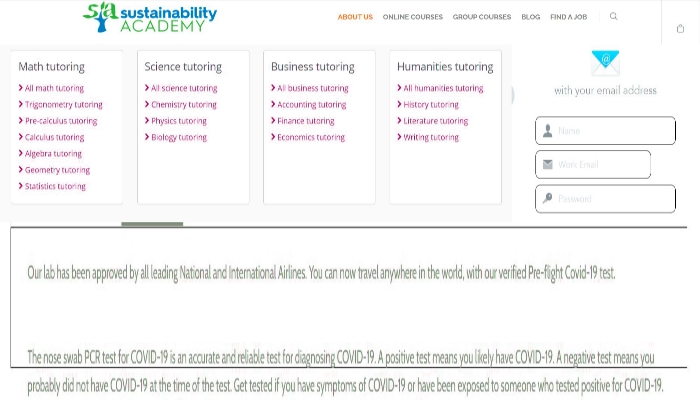 sustainability
ACADEMY
ABOUT US ONLINE COURSES GROUP COURSES BLOG FIND A JOB
Math tutoring
All math tutoring
Trigonometry tutoring
Pre-calculus tutoring
Calculus tutoring
Algebra tutoring
Geometry tutoring
Statistics tutoring
Science tutoring
All science tutoring
Chemistry tutoring
Physics tutoring
Biology tutoring
Business tutoring
All business tutoring
Accounting tutoring
Finance tutoring
Economics tutoring
Humanities tutoring
All humanities tutoring
History tutoring
Literature tutoring
Writing tutoring
with your email address
Name
Work Email
Password
Our lab has been approved by all leading National and International Airlines. You can now travel anywhere in the world, with our verified Pre-flight Covid-19 test.
The nose swab PCR test for COVID-19 is an accurate and reliable test for diagnosing COVID-19. A positive test means you likely have COVID-19. A negative test means you
probably did not have COVID-19 at the time of the test. Get tested if you have symptoms of COVID-19 or have been exposed to someone who tested positive for COVID-19.